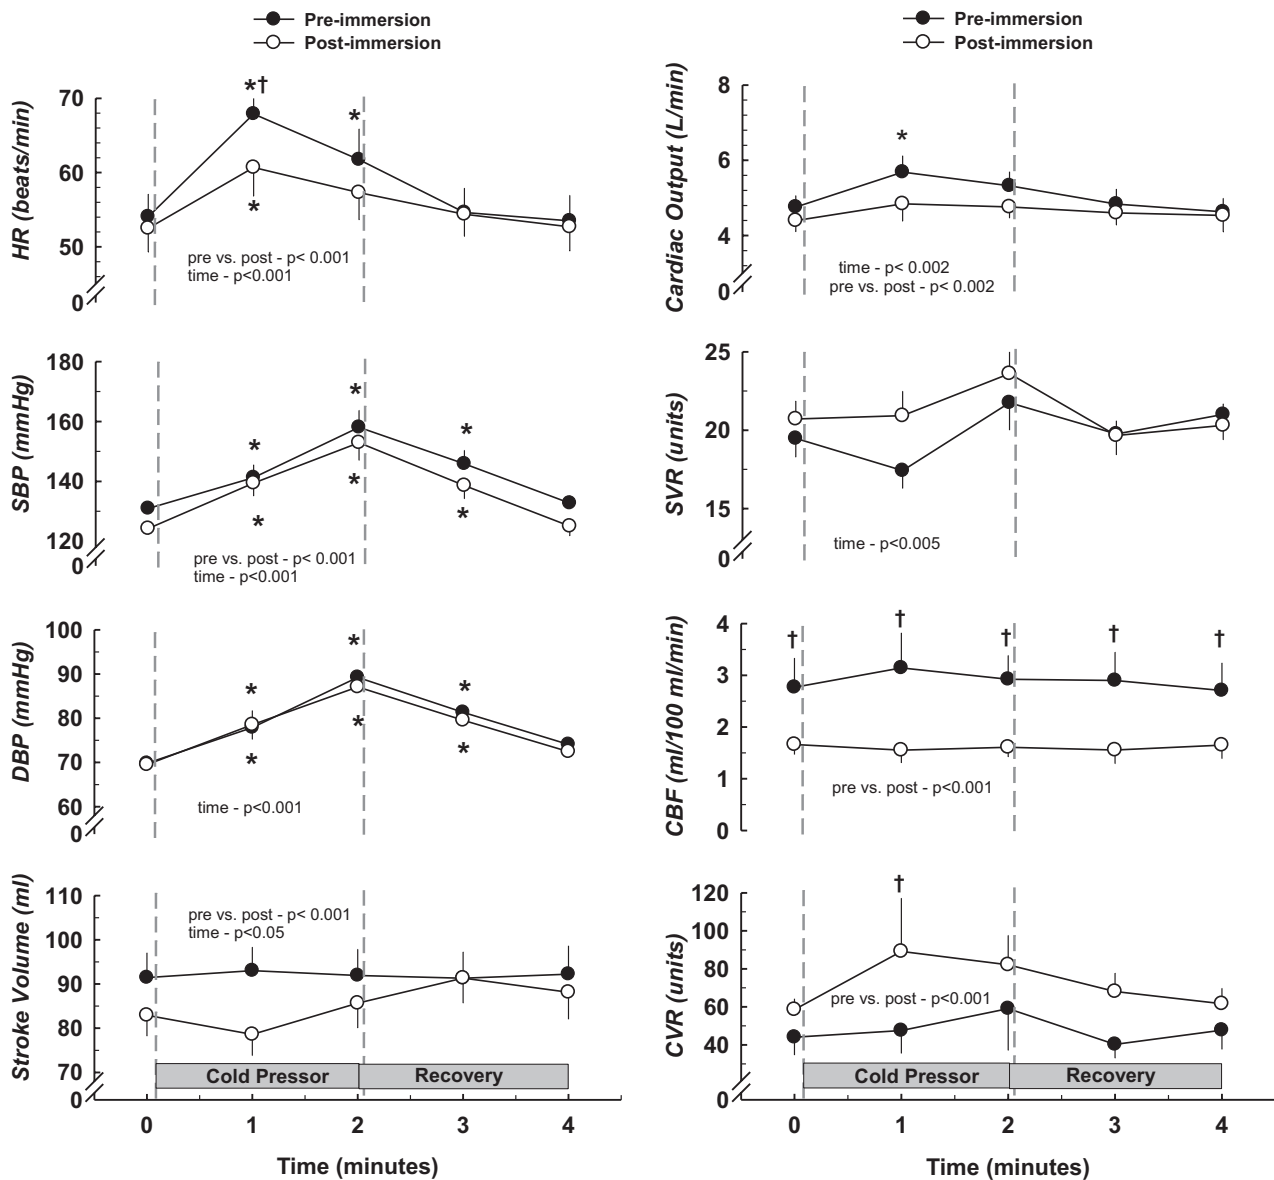 Pre-immersion
Post-immersion
HR (beats/min)
70
60
50
0
*†
*
*
pre vs. post - p< 0.001
time - p<0.001
SBP (mmHg)
180
160
140
120
0
*
*
*
*
*
*
pre vs. post - p< 0.001
time - p<0.001
DBP (mmHg)
100
90
80
70
60
0
*
*
*
*
*
*
time - p<0.001
Stroke Volume (ml)
110
100
90
80
70
0
pre vs. post - p< 0.001
time - p<0.05
Cold Pressor
Recovery
0 1 2 3 4
Time (minutes)
Pre-immersion
Post-immersion
Cardiac Output (L/min)
8
6
4
0
*
time - p< 0.002
pre vs. post - p< 0.002
SVR (units)
25
20
15
0
time - p<0.005
CBF (ml/100 ml/min)
4
3
2
1
0
† † † † †
pre vs. post - p<0.001
CVR (units)
120
100
80
60
40
0
†
pre vs. post - p<0.001
Cold Pressor
Recovery
0 1 2 3 4
Time (minutes)